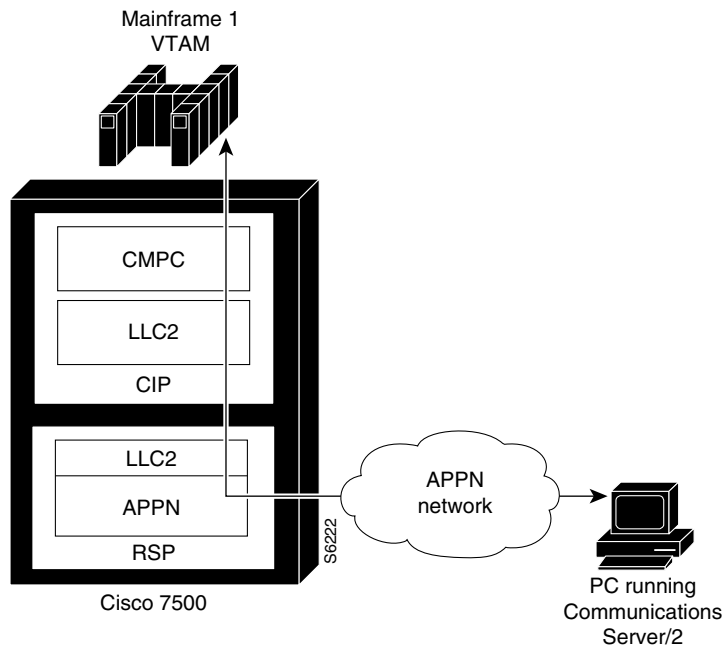 Mainframe 1
VTAM
CMPC
LLC2
CIP
LLC2
APPN
RSP
S6222
Cisco 7500
APPN
network
PC running
Communications
Server/2